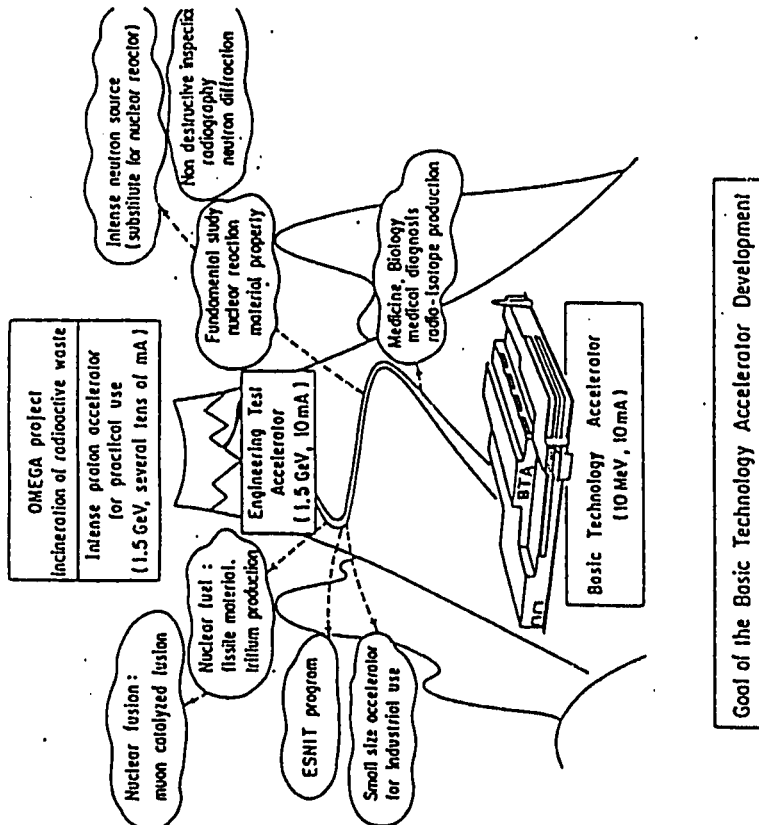 OMEGA project
Incineration of radioactive waste
Intense proton accelerator
for practical use
(1.5 GeV, several tens of mA)
Intense neutron source
(substitute for nuclear reactor)
Non destructive inspectic
radiography
neutron diffraction
Fundamental study
nuclear reaction
material property
Nuclear fusion:
muon catalyzed fusion
Nuclear fuel:
fissile material.
tritium production
Engineering Test
Accelerator
(1.5 GeV, 10mA)
Medicine, Biology
medical diagnosis
radio-isotope production
ESNIT program
Small size accelerator
for industrial use
BTA
Basic Technology Accelerator
(10 MeV, 10mA)
Goal of the Basic Technology Accelerator Development